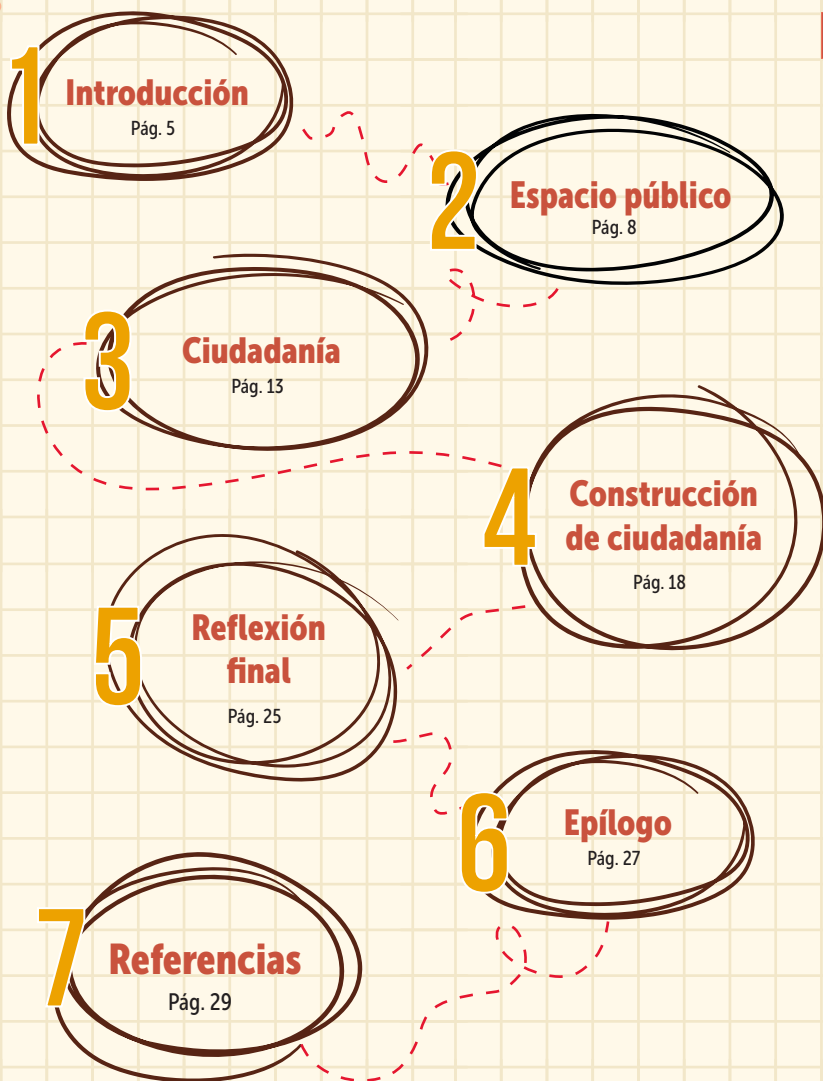 1
Introducción
Pág. 5
2
Espacio público
Pág. 8
3
Ciudadanía
Pág. 13
4
Construcción
de ciudadanía
Pág. 18
5
Reflexión
final
Pág. 25
6
Epílogo
Pág. 27
7
Referencias
Pág. 29